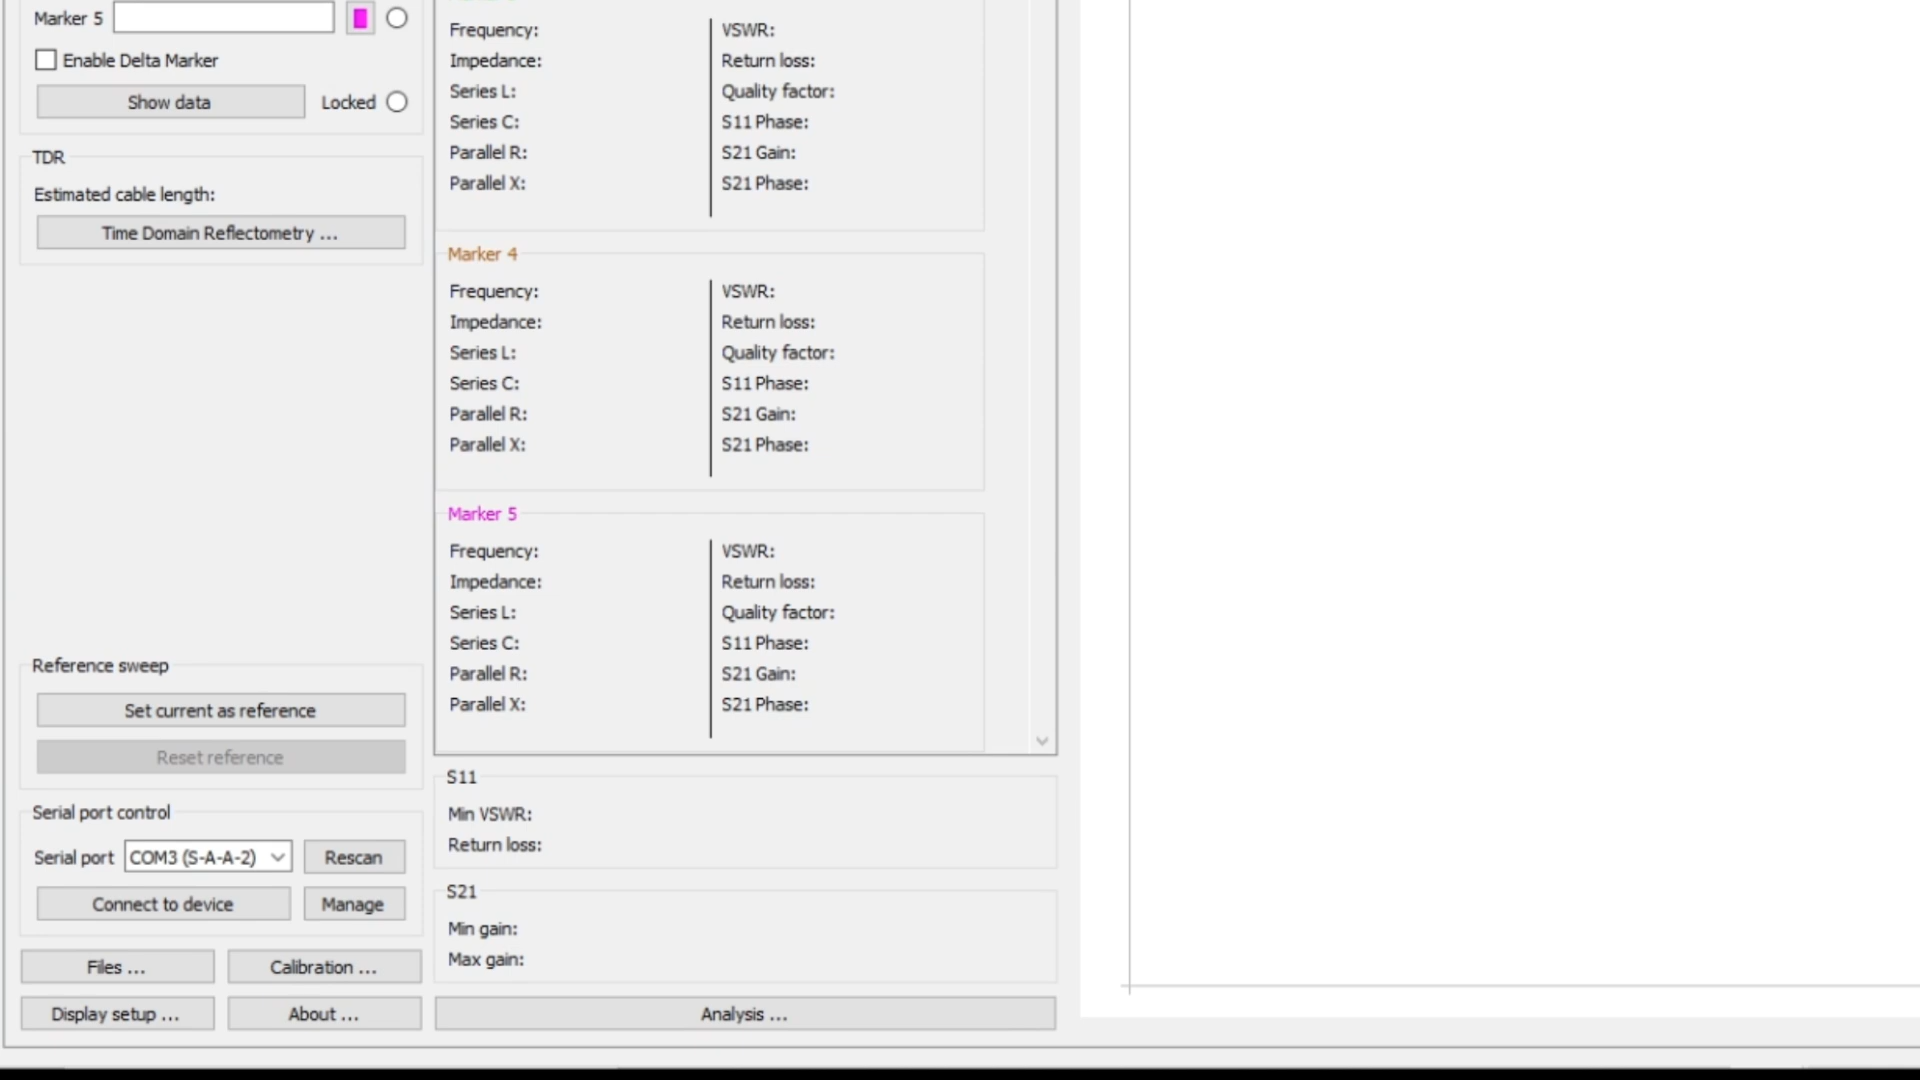 Marker 5
Enable Delta Marker
Show data
Locked
TDR
Estimated cable length:
Time Domain Reflectometry ...
Reference sweep
Set current as reference
Reset reference
Serial port control
Serial port COM3 (S-A-A-2) Rescan
Connect to device Manage
Files ... Calibration ...
Display setup ... About ...
Frequency: VSWR:
Impedance: Return loss:
Series L: Quality factor:
Series C: S11 Phase:
Parallel R: S21 Gain:
Parallel X: S21 Phase:
Marker 4
Frequency: VSWR:
Impedance: Return loss:
Series L: Quality factor:
Series C: S11 Phase:
Parallel R: S21 Gain:
Parallel X: S21 Phase:
Marker 5
Frequency: VSWR:
Impedance: Return loss:
Series L: Quality factor:
Series C: S11 Phase:
Parallel R: S21 Gain:
Parallel X: S21 Phase:
S11
Min VSWR:
Return loss:
S21
Min gain:
Max gain:
Analysis ...